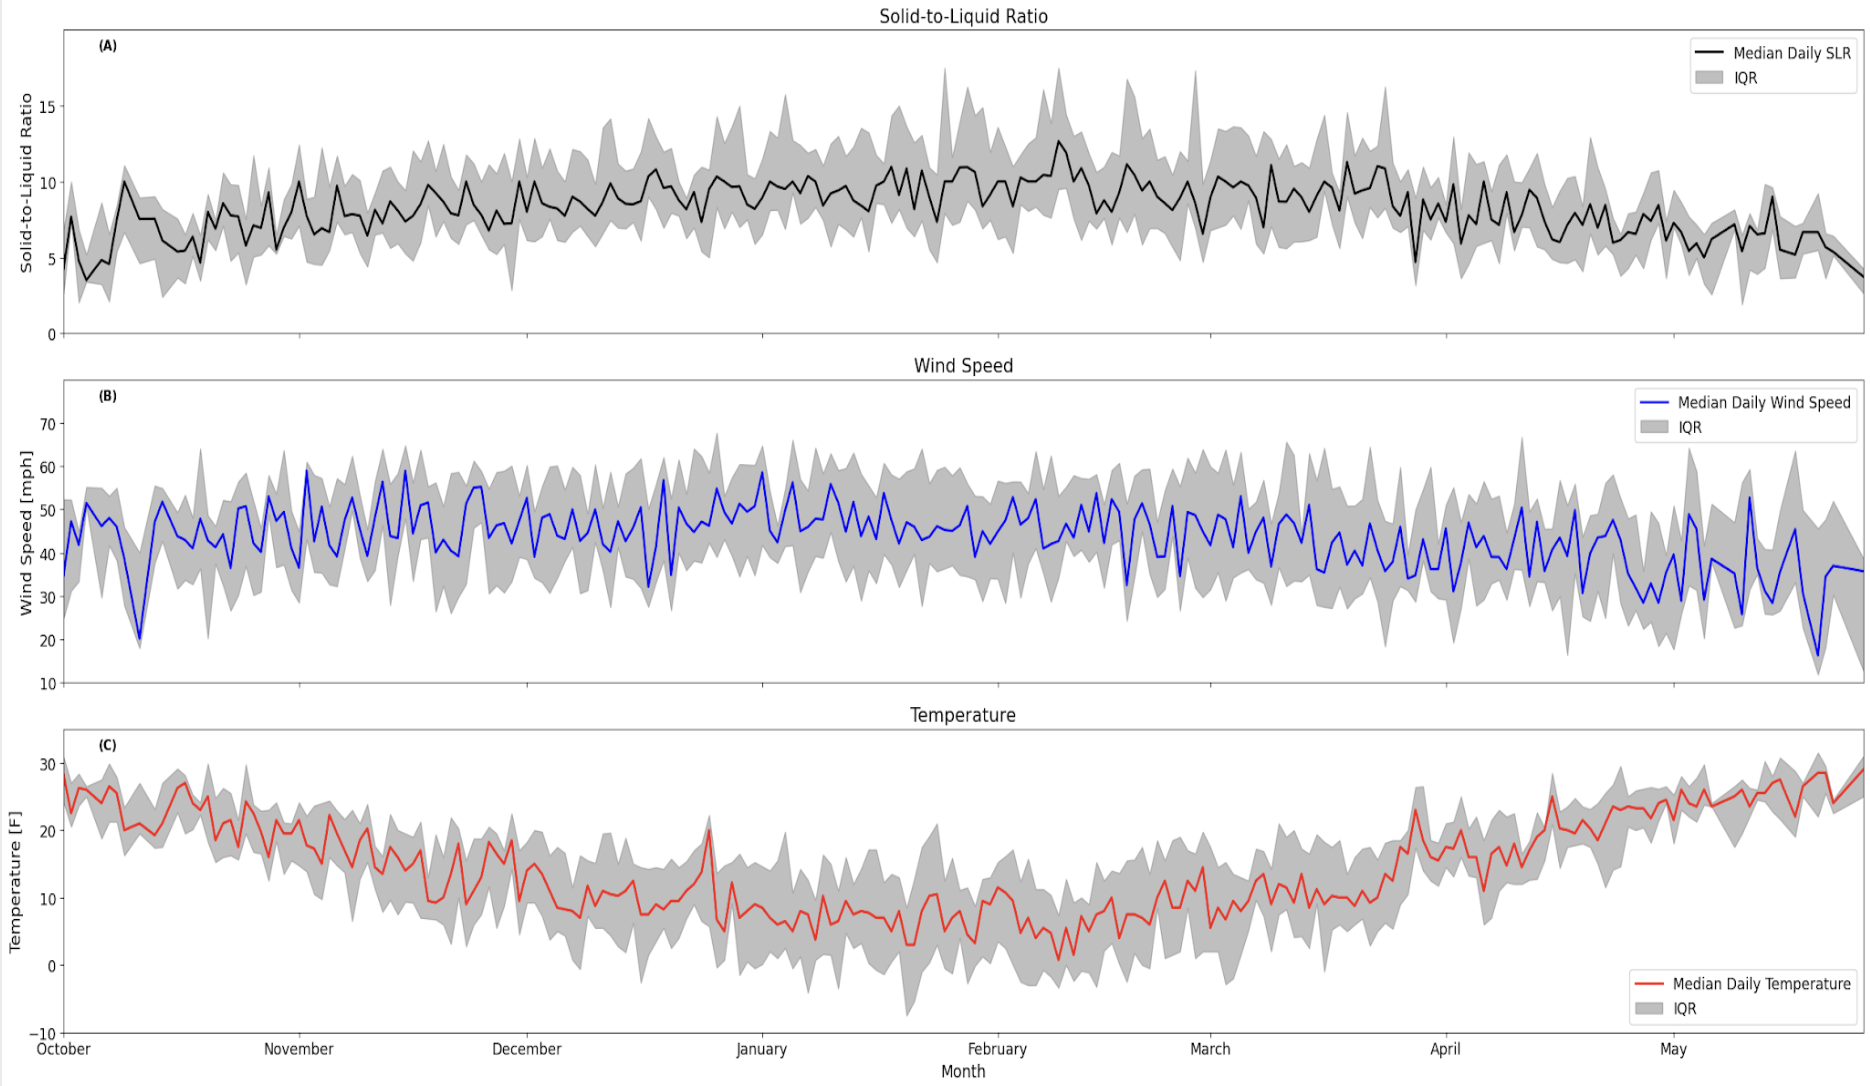 Solid-to-Liquid Ratio
(A)
Median Daily SLR
IQR
Solid-to-Liquid Ratio
15
10
5
0
Wind Speed
(B)
Median Daily Wind Speed
IQR
Wind Speed [mph]
70
60
50
40
30
20
10
Temperature
(C)
Median Daily Temperature
IQR
Temperature [F]
30
20
10
0
−10
October November December January February March April May
Month